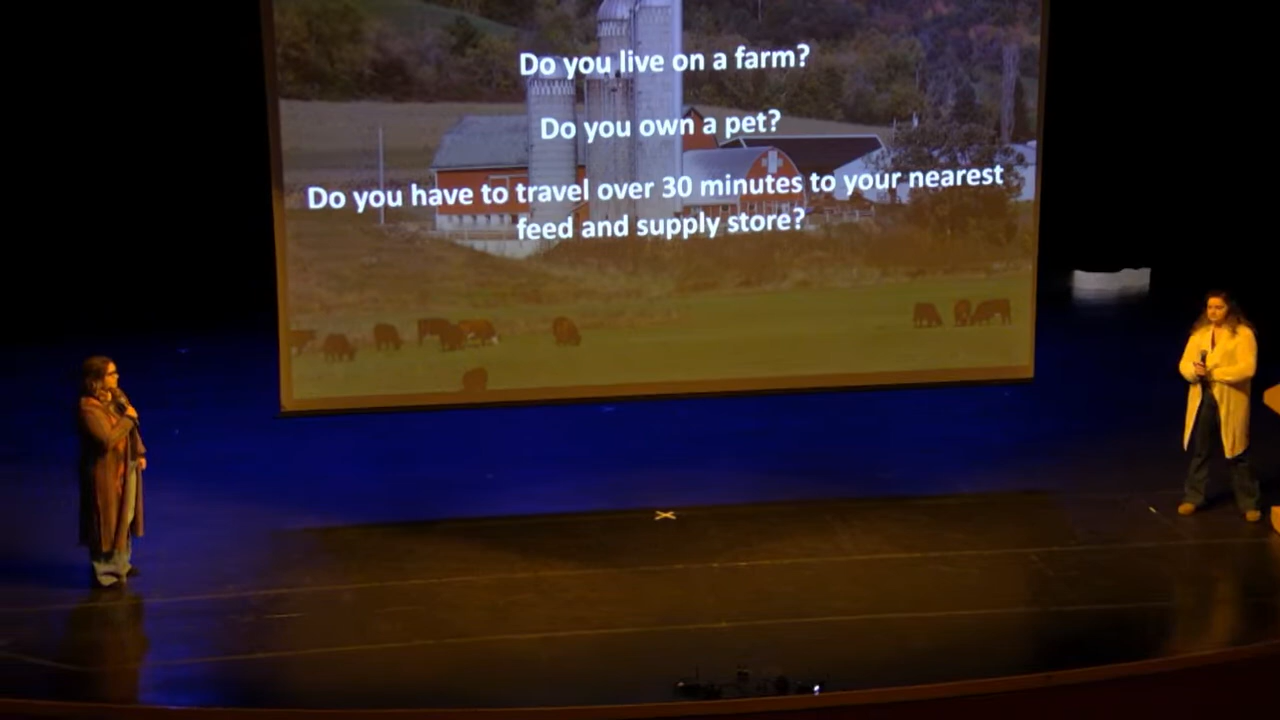 Do you live on a farm?
Do you own a pet?
Do you have to travel over 30 minutes to your nearest
feed and supply store?